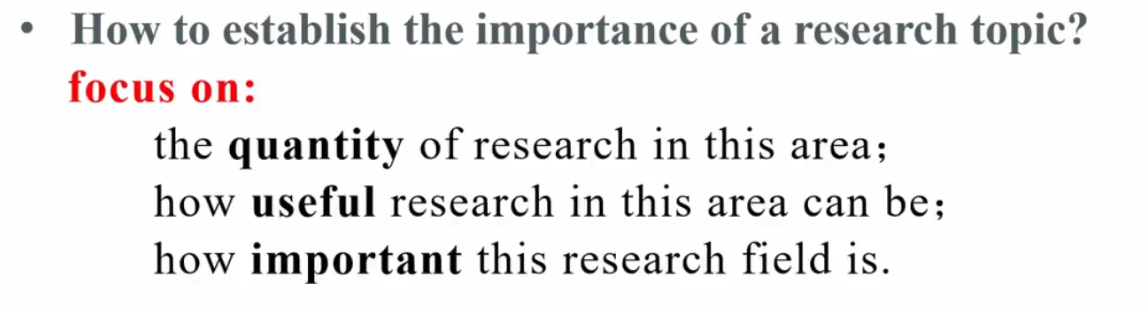 • How to establish the importance of a research topic?
focus on:
the quantity of research in this area；
how useful research in this area can be；
how important this research field is.